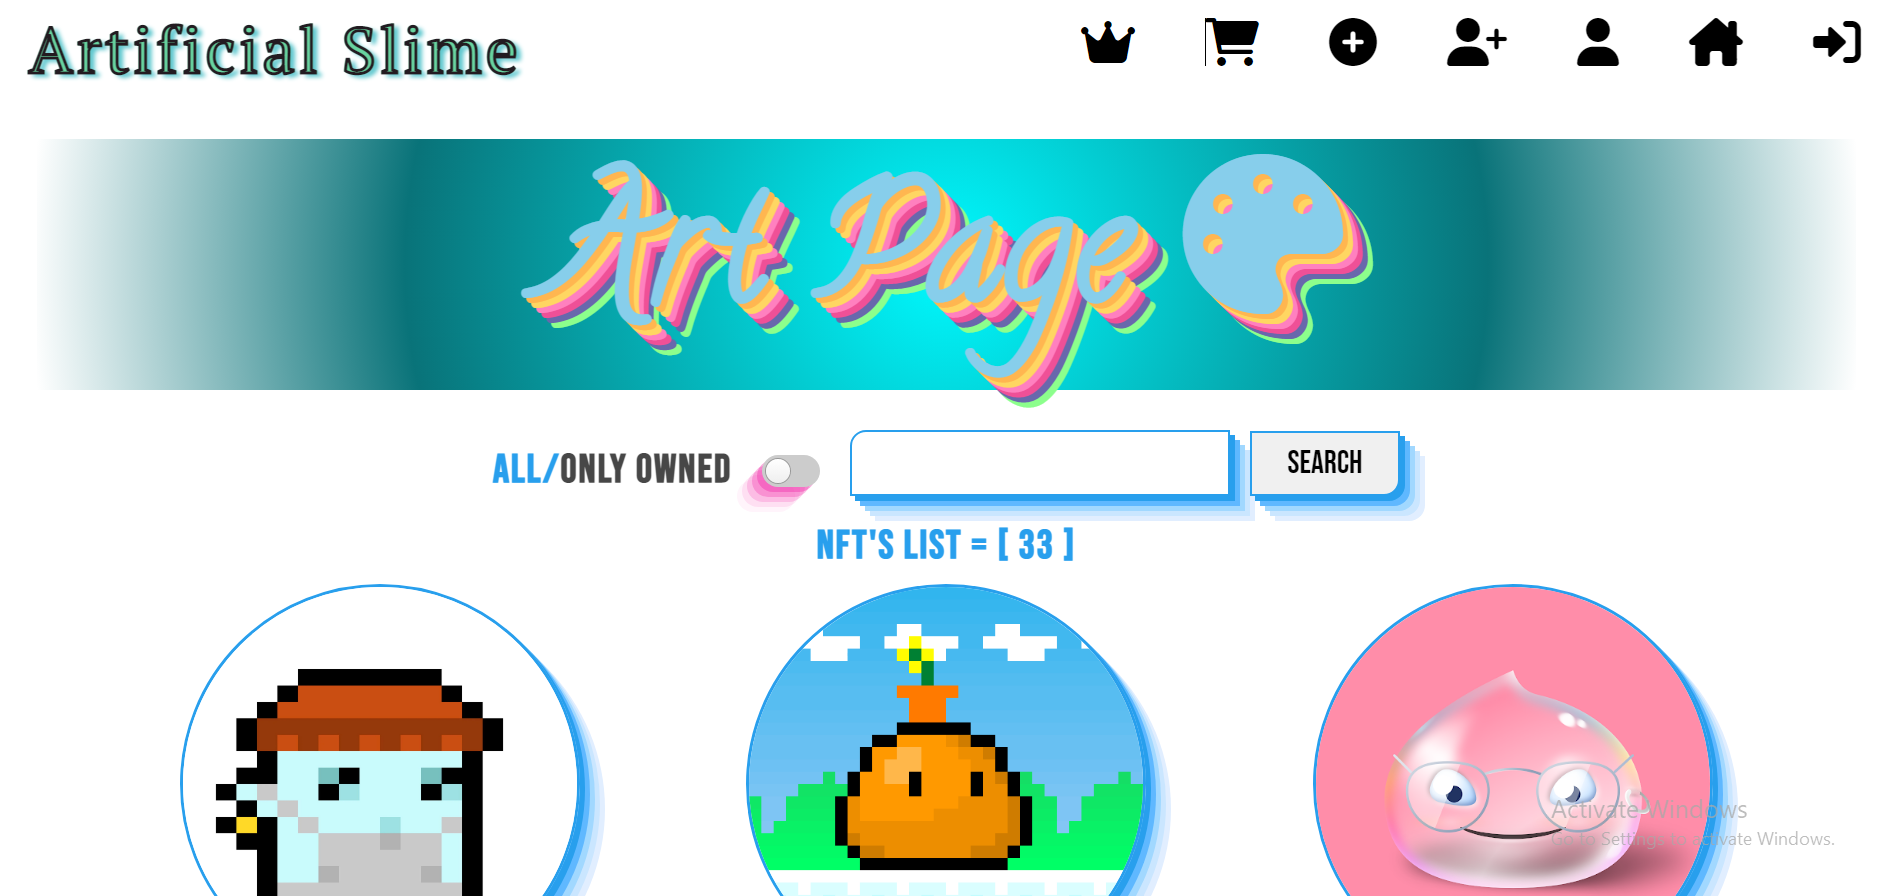 Artificial Slime
Art Page
ALL/ONLY OWNED
SEARCH
NFT'S LIST = [ 33 ]
Activate Windows
Go to Settings to activate Windows.